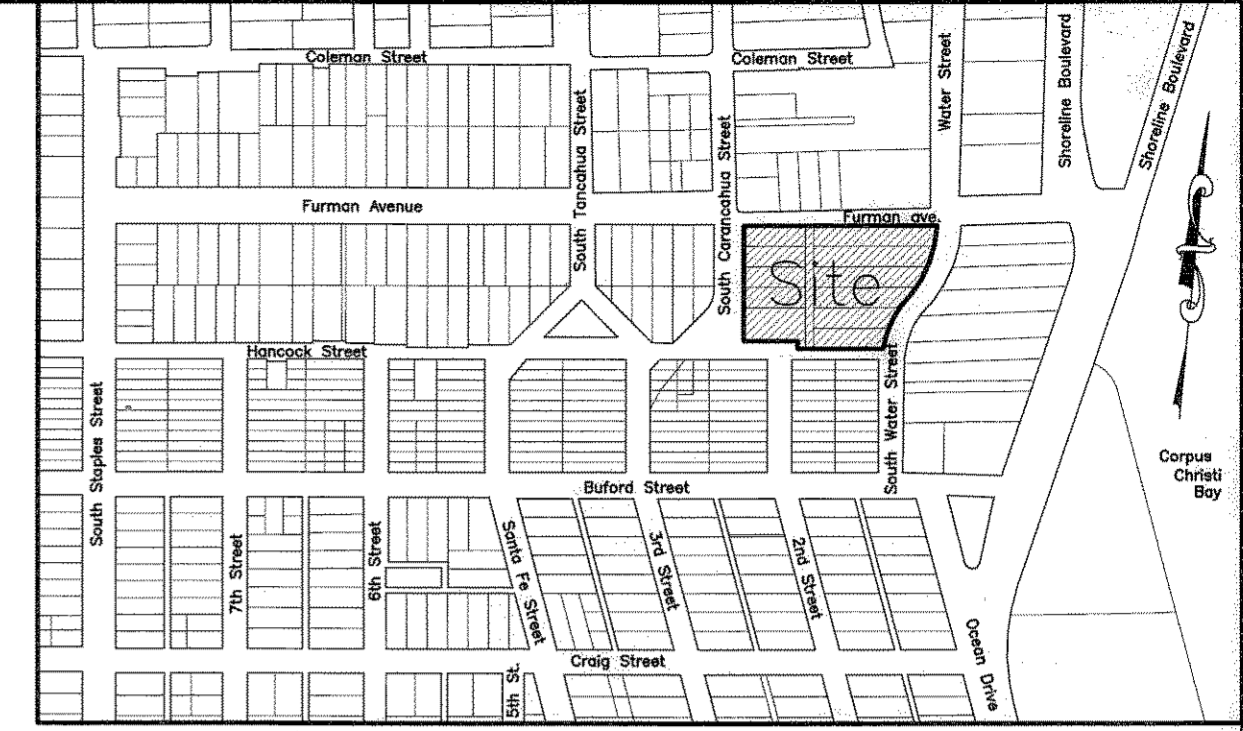 Coleman Street
Coleman Street
Water Street
Shoreline Boulevard
Shoreline Boulevard
South Tancahua Street
South Carancahua Street
Furman Avenue
Furman ave.
Site
Hancock Street
South Staples Street
South Water Street
Corpus
Christi
Bay
Buford Street
7th Street
6th Street
Santa Fe Street
3rd Street
2nd Street
Ocean Drive
Craig Street
5th St.